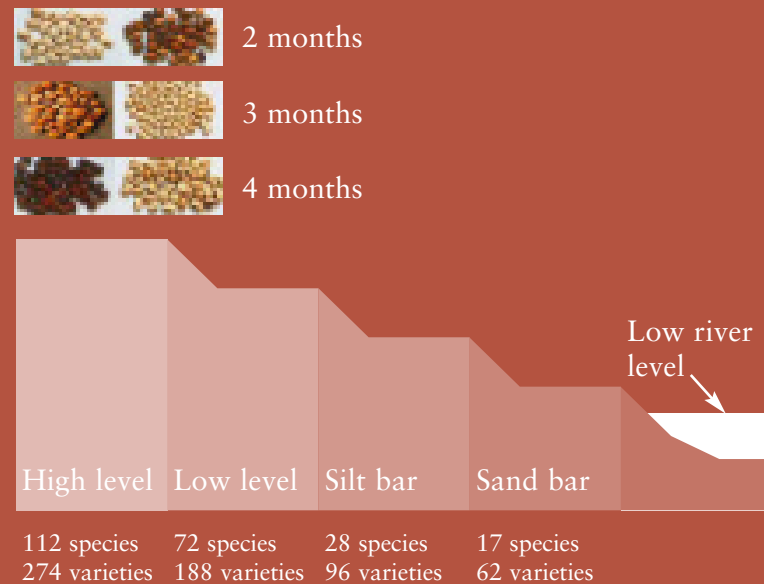 2 months
3 months
4 months
Low river
level
High level
Low level
Silt bar
Sand bar
112 species
274 varieties
72 species
188 varieties
28 species
96 varieties
17 species
62 varieties